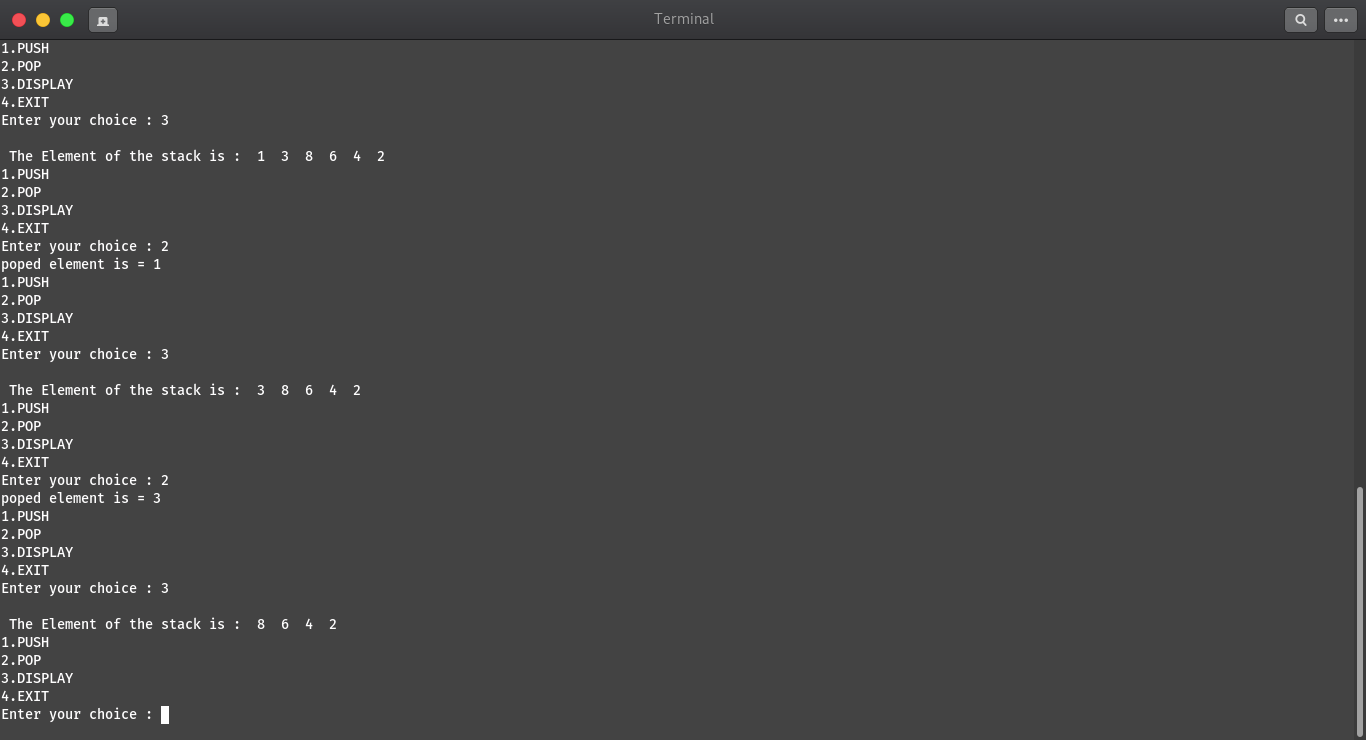 Terminal
1.PUSH
2.POP
3.DISPLAY
4.EXIT
Enter your choice : 3
The Element of the stack is :  1  3  8  6  4  2
1.PUSH
2.POP
3.DISPLAY
4.EXIT
Enter your choice : 2
poped element is = 1
1.PUSH
2.POP
3.DISPLAY
4.EXIT
Enter your choice : 3
The Element of the stack is :  3  8  6  4  2
1.PUSH
2.POP
3.DISPLAY
4.EXIT
Enter your choice : 2
poped element is = 3
1.PUSH
2.POP
3.DISPLAY
4.EXIT
Enter your choice : 3
The Element of the stack is :  8  6  4  2
1.PUSH
2.POP
3.DISPLAY
4.EXIT
Enter your choice :